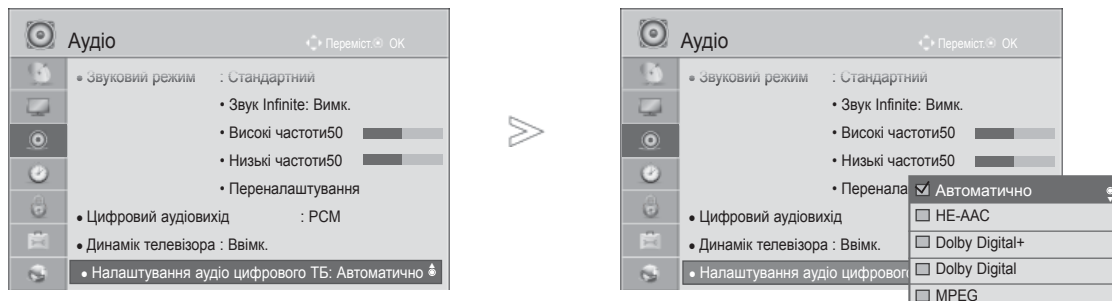 Аудіо
Переміст. OK
• Звуковий режим : Стандартний
• Звук Infinite: Вимк.
• Високі частоти50
• Низькі частоти50
• Переналаштування
• Цифровий аудіовихід : PCM
• Динамік телевізора : Ввімк.
• Налаштування аудіо цифрового ТБ: Автоматично
Аудіо
Переміст. OK
• Звуковий режим : Стандартний
• Звук Infinite: Вимк.
• Високі частоти50
• Низькі частоти50
• Перенала
• Цифровий аудіовихід
• Динамік телевізора : Ввімк.
• Налаштування аудіо цифровог
Автоматично
HE-AAC
Dolby Digital+
Dolby Digital
MPEG